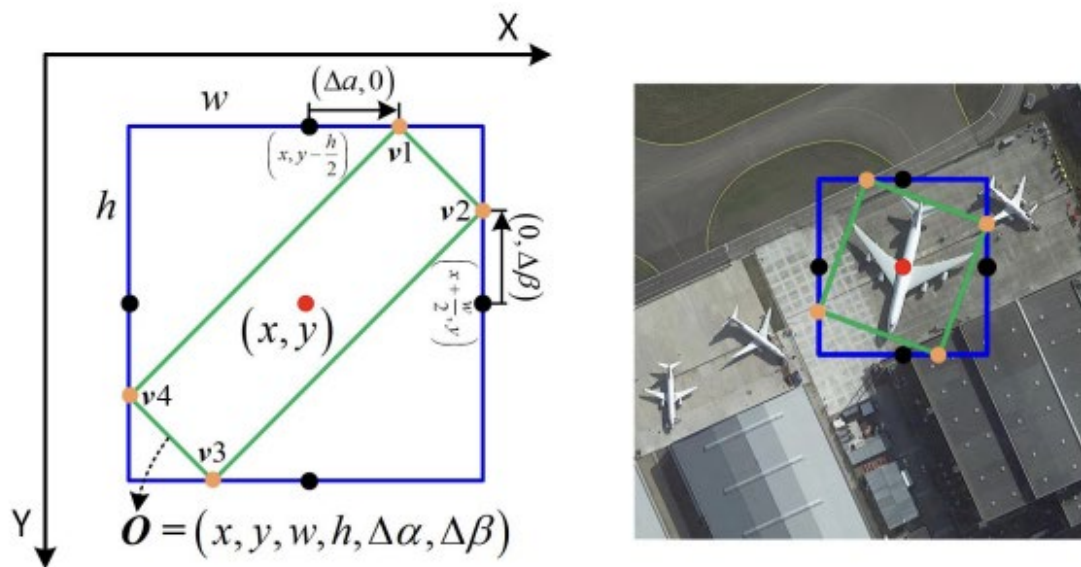 X
(Δa, 0)
w
(x, y - h/2)
v1
h
v2
(0, Δβ)
(x + w/2, y)
(x, y)
v4
v3
Y
O = (x, y, w, h, Δα, Δβ)